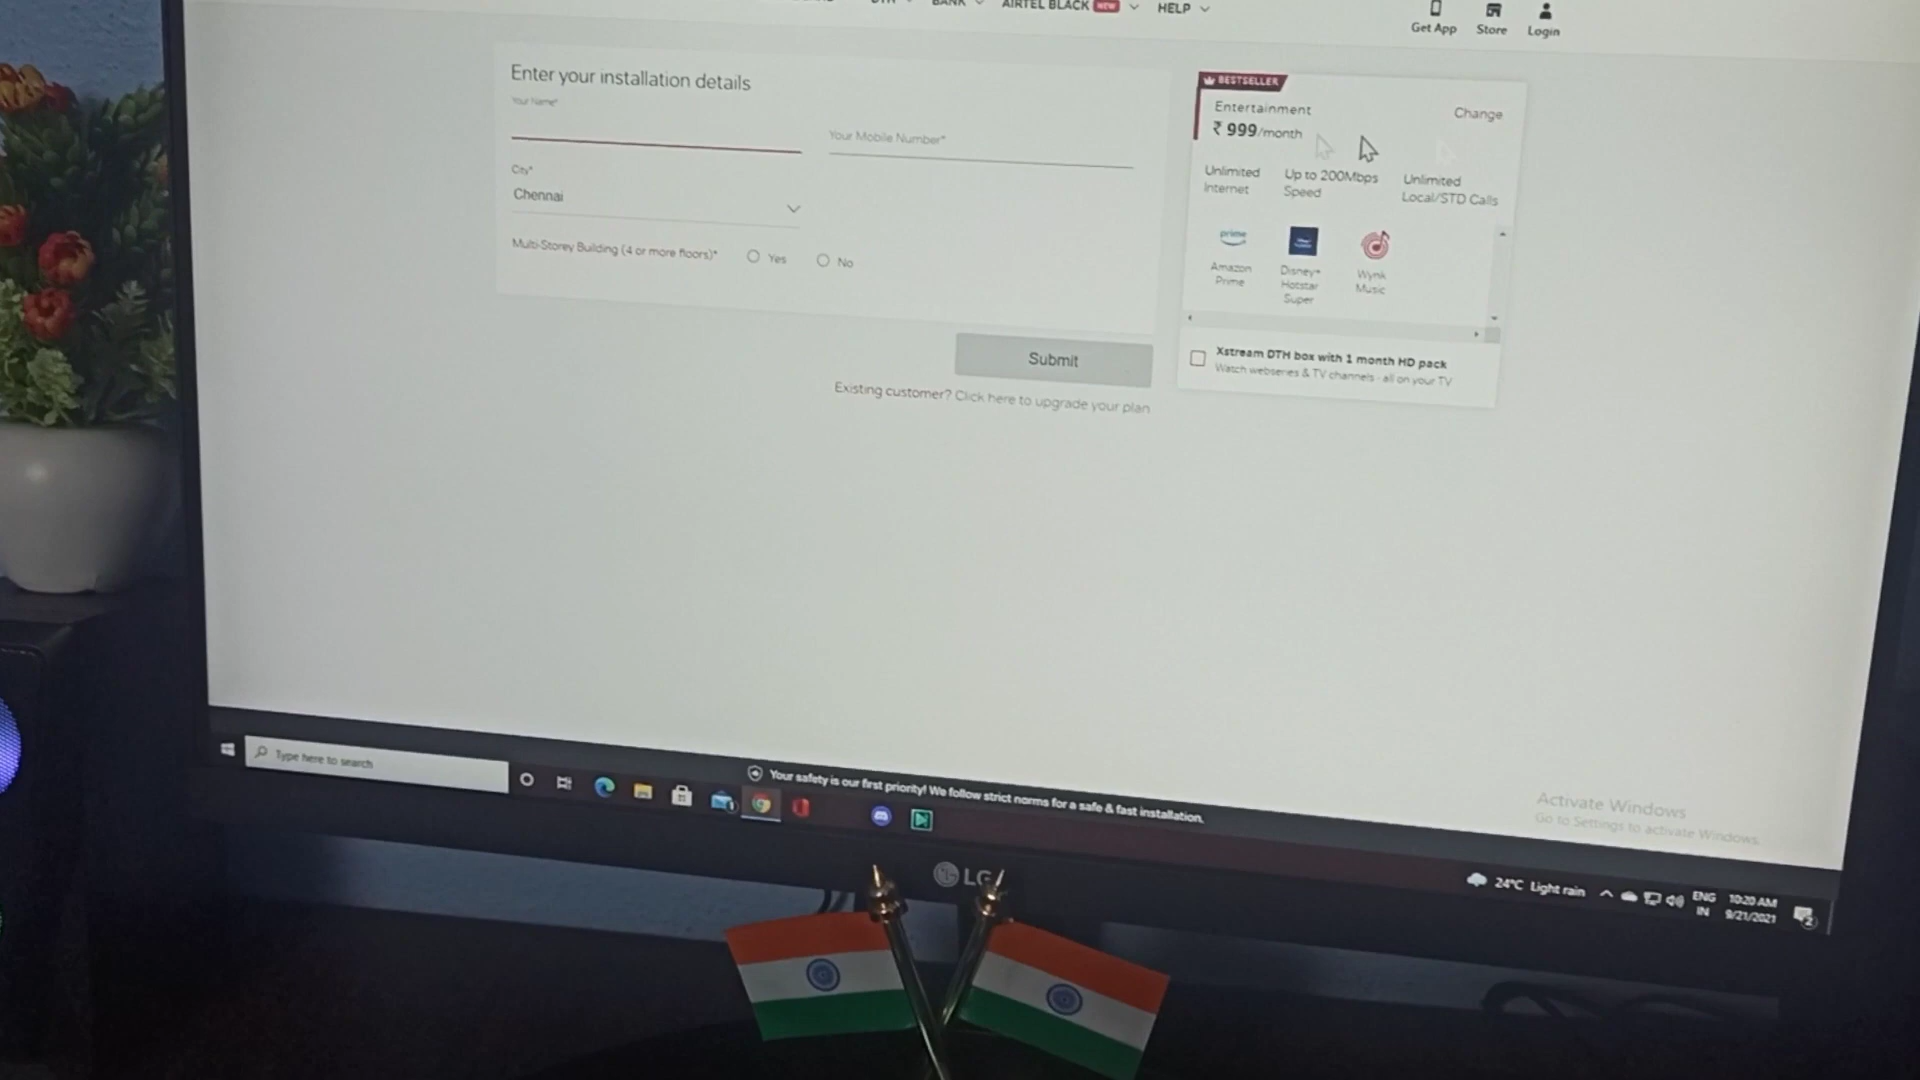 BANK
AIRTEL BLACK NEW
HELP
Get App
Store
Login
Enter your installation details
Your Name*
Your Mobile Number*
City*
Chennai
Multi-Storey Building (4 or more floors)*
Yes
No
Submit
Existing customer? Click here to upgrade your plan
BESTSELLER
Entertainment
Change
₹ 999/month
Unlimited
Internet
Up to 200Mbps
Speed
Unlimited
Local/STD Calls
prime
Amazon
Prime
Disney+
Hotstar
Super
Wynk
Music
Xstream DTH box with 1 month HD pack
Watch webseries & TV channels - all on your TV
Activate Windows
Go to Settings to activate Windows.
Type here to search
Your safety is our first priority! We follow strict norms for a safe & fast installation.
24°C Light rain
ENG
IN
10:20 AM
9/21/2021
2
LG